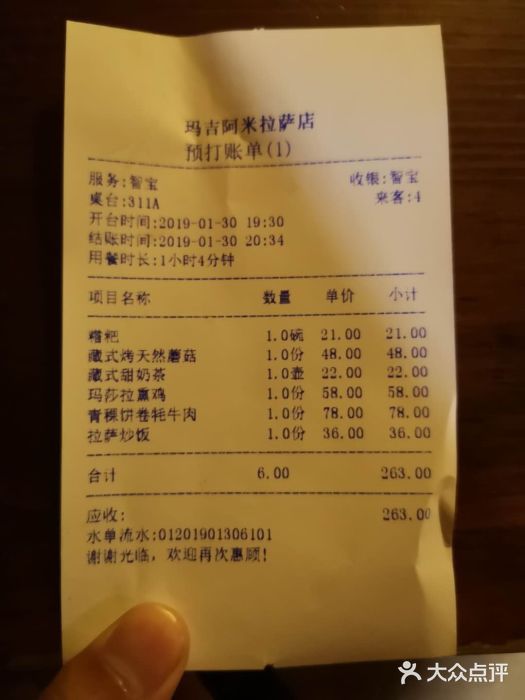 玛吉阿米拉萨店
预打账单(1)
服务:智宝 收银:智宝
桌台:311A 来客:4
开台时间:2019-01-30 19:30
结账时间:2019-01-30 20:34
用餐时长:1小时4分钟
项目名称 数量 单价 小计
糌粑 1.0碗 21.00 21.00
藏式烤天然蘑菇 1.0份 48.00 48.00
藏式甜奶茶 1.0壶 22.00 22.00
玛莎拉熏鸡 1.0份 58.00 58.00
青稞饼卷牦牛肉 1.0份 78.00 78.00
拉萨炒饭 1.0份 36.00 36.00
合计 6.00 263.00
应收: 263.00
水单流水:01201901306101
谢谢光临，欢迎再次惠顾!
大众点评